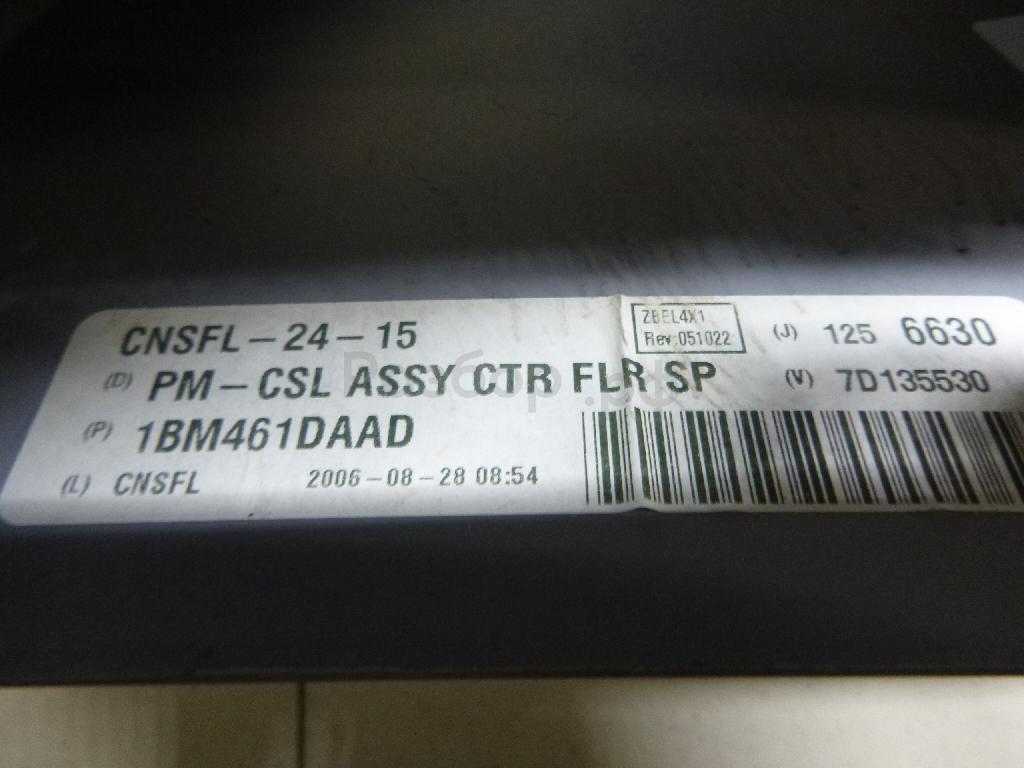 CNSFL-24-15
ZBEL4X1
Rev:051022
(J) 125 6630
(D) PM-CSL ASSY CTR FLR SP
(V) 7D135530
(P) 1BM461DAAD
(L) CNSFL 2006-08-28 08:54